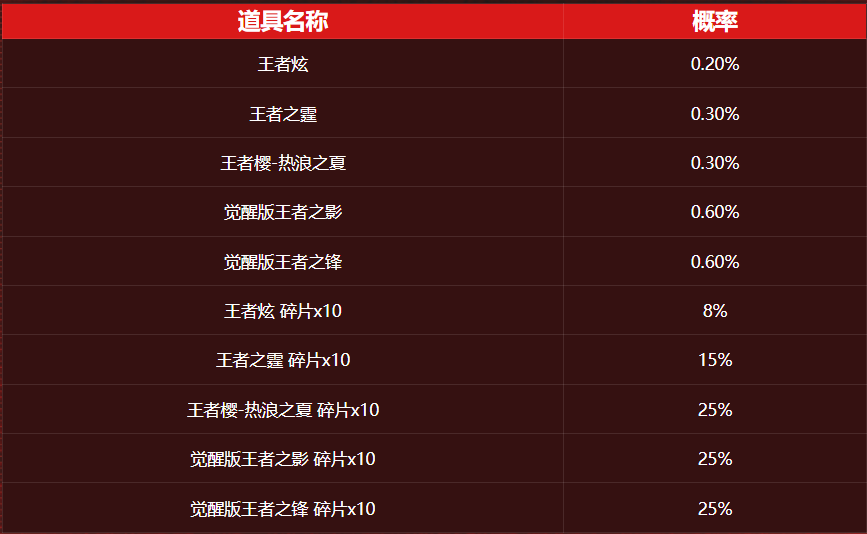 道具名称 概率
王者炫 0.20%
王者之霆 0.30%
王者樱-热浪之夏 0.30%
觉醒版王者之影 0.60%
觉醒版王者之锋 0.60%
王者炫 碎片x10 8%
王者之霆 碎片x10 15%
王者樱-热浪之夏 碎片x10 25%
觉醒版王者之影 碎片x10 25%
觉醒版王者之锋 碎片x10 25%